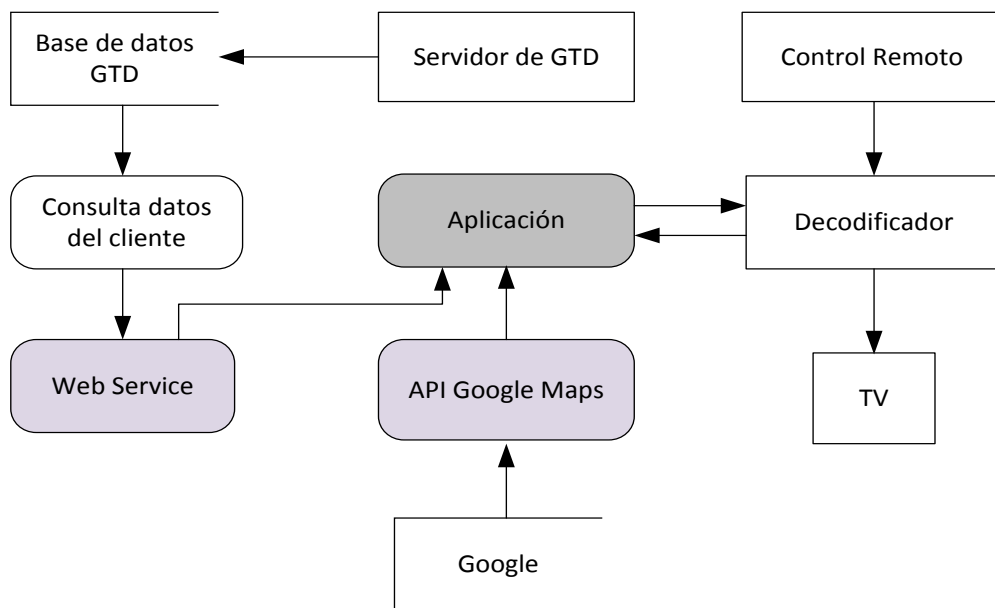 Base de datos
GTD
Servidor de GTD
Control Remoto
Consulta datos
del cliente
Aplicación
Decodificador
Web Service
API Google Maps
TV
Google